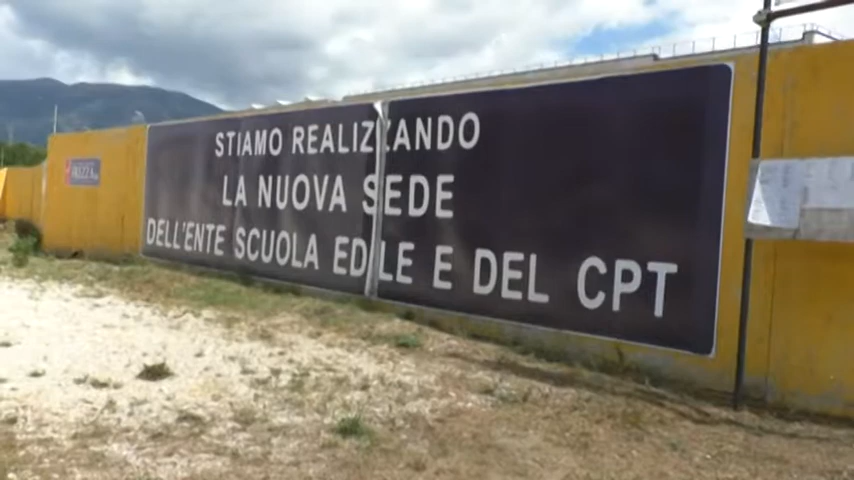 STIAMO REALIZZANDO
LA NUOVA SEDE
DELL'ENTE SCUOLA EDILE E DEL CPT